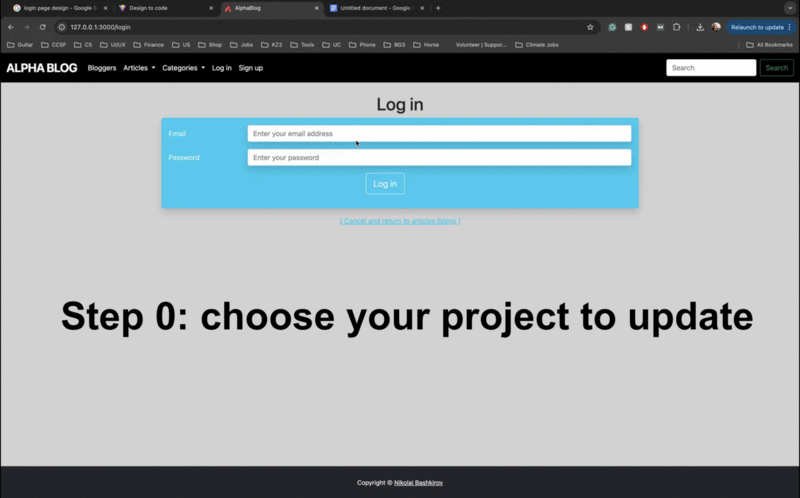 login page design - Google S
Design to code
AlphaBlog
Untitled document - Google
127.0.0.1:3000/login
Relaunch to update
Guitar CCSF CS UI/UX Finance US Shop Jobs KZ2 Tools UC Phone BG3 Horse Volunteer | Suppor... Climate Jobs All Bookmarks
ALPHA BLOG Bloggers Articles Categories Log in Sign up Search Search
Log in
Email Enter your email address
Password Enter your password
Log in
[ Cancel and return to articles listing ]
Step 0: choose your project to update
Copyright © Nikolai Bashkirov